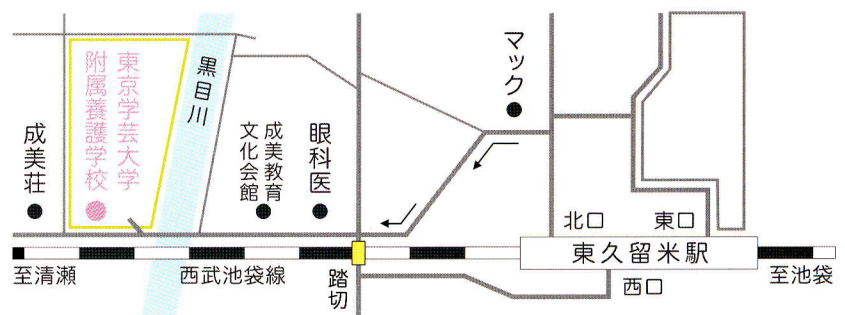 東京学芸大学
附属養護学校
黒目川
マック
成美荘
成美教育
文化会館
眼科医
北口
東口
東久留米駅
西口
至清瀬
西武池袋線
踏切
至池袋